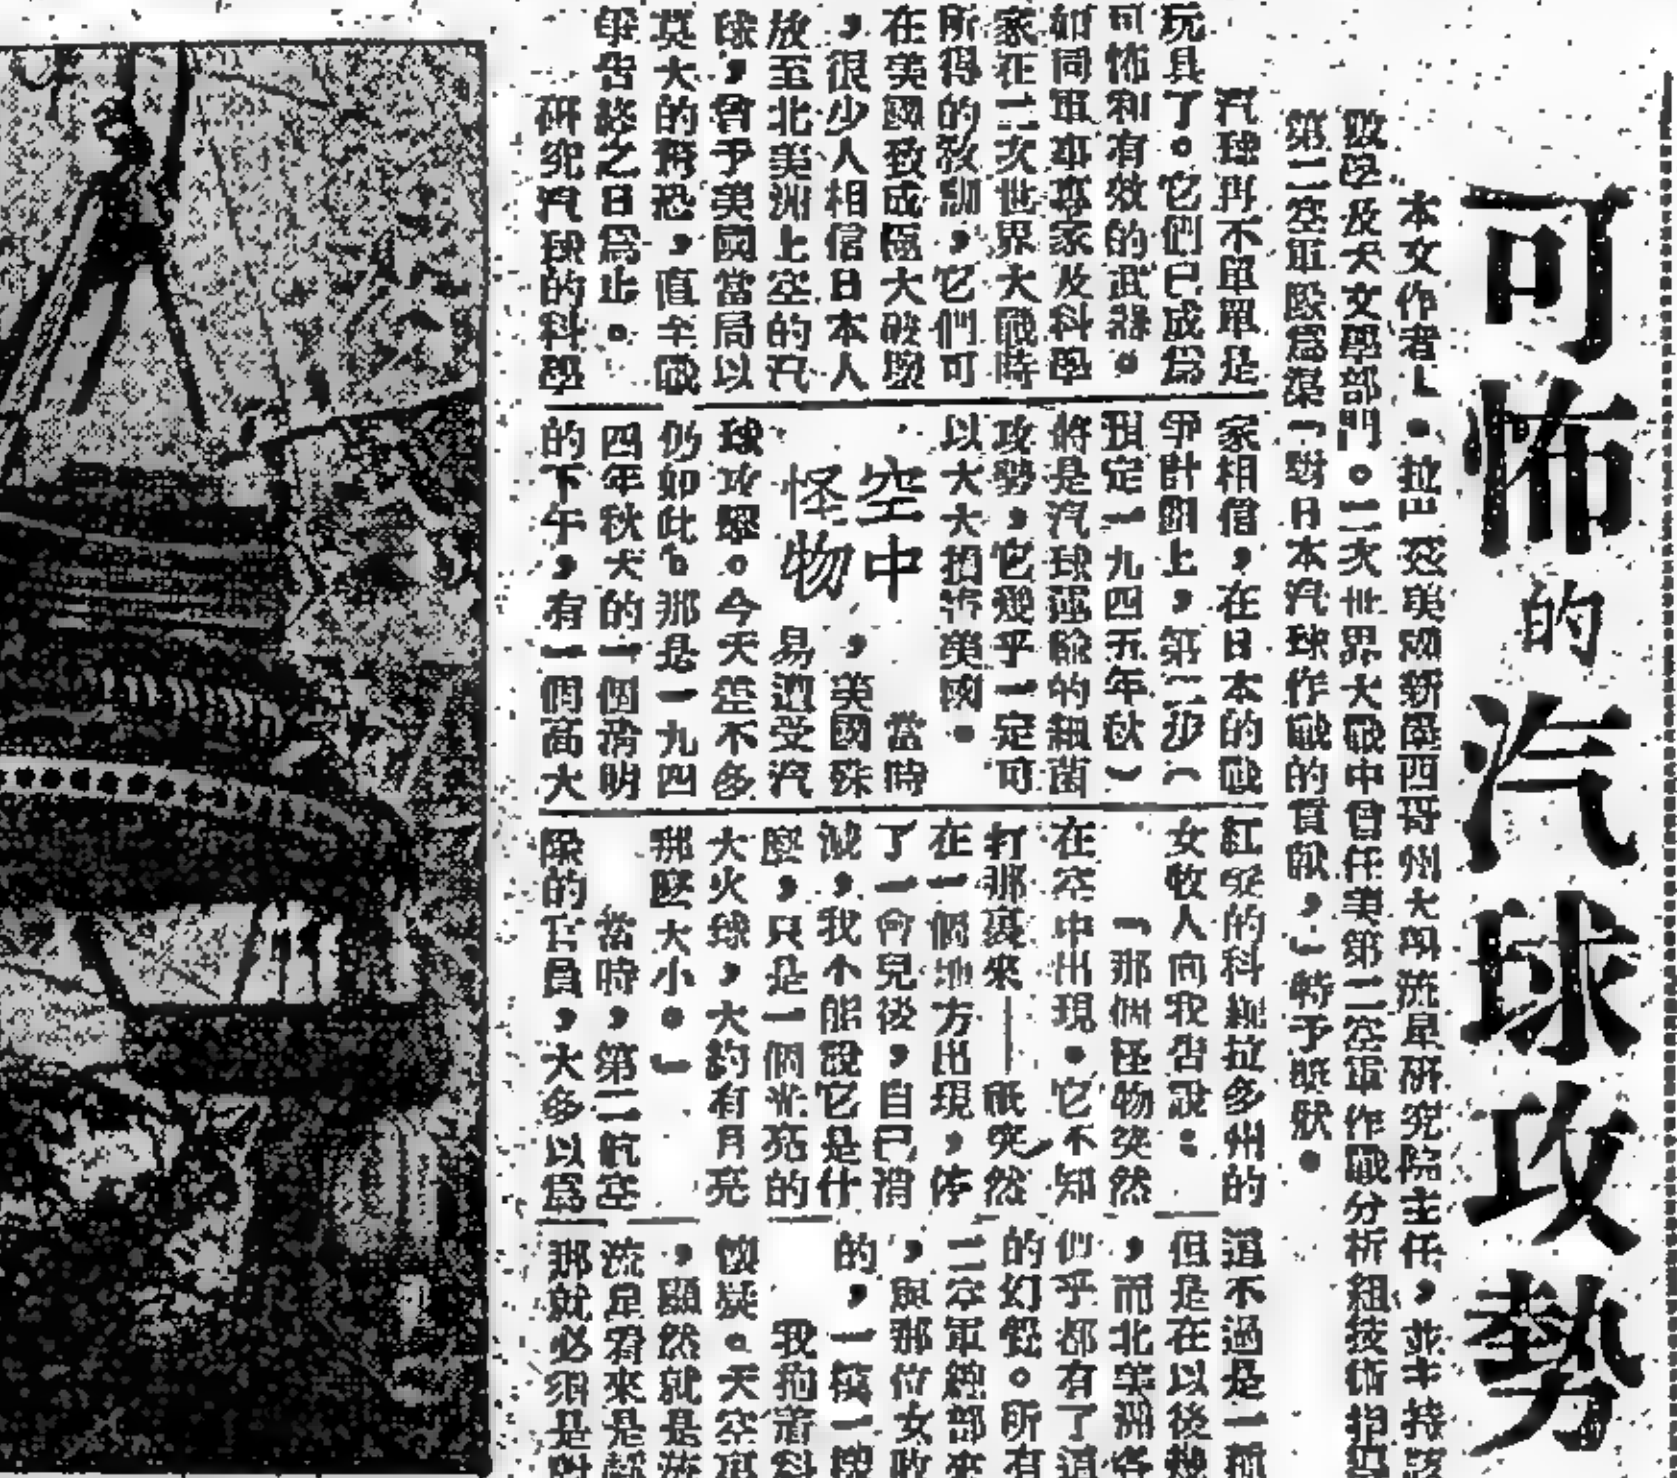 可怖的汽球攻勢
本文作者L·拉巴茲美國新墨西哥州大學流星研究院主任，並主持該
數學及天文學部門。二次世界大戰中曾任美第二空軍作戰分析組技術指
第二空軍殿爲渠「對日本汽球作戰的貢獻，」特予獎狀。
汽球再不單單是
玩具了。它們已成爲
可怖和有效的武器。
如同軍事專家及科學
家在二次世界大戰時
所得的教訓，它們可
在美國致成極大破壞
，很少人相信日本人
放至北美洲上空的汽
球，曾予美國當局以
莫大的驚恐，直至戰
爭告終之日爲止。
研究汽球的科學
家相信，在日本的戰
爭計劃上，第二步（
預定一九四五年秋）
將是汽球運輸的細菌
攻勢，它幾乎一定可
以大大損害美國。
空中
怪物
當時
，美國殊
易遭受汽
球攻擊。今天差不多
仍如此。那是一九四
四年秋天的一個清明
的下午，有一個高大
紅髮的科羅拉多州的
女牧人向我告說：
「那個怪物突然
在空中出現。它不知
打那裏來——祇突然
在一個地方出現，停
了一會兒後，自己消
滅，我不能說它是什
麼，只是一個光亮的
大火球，大約有月亮
那麼大小。」
當時，第二航空
隊的官員，大多以爲
這不過是一種
但是在以後幾
，而北美洲各
們乎都有了這
的幻覺。所有
二空軍總部來
，與那位女牧
的，一模一樣
我抱着科
懷疑。天空裏
，顯然就是流
流星看來是
那就必須是對